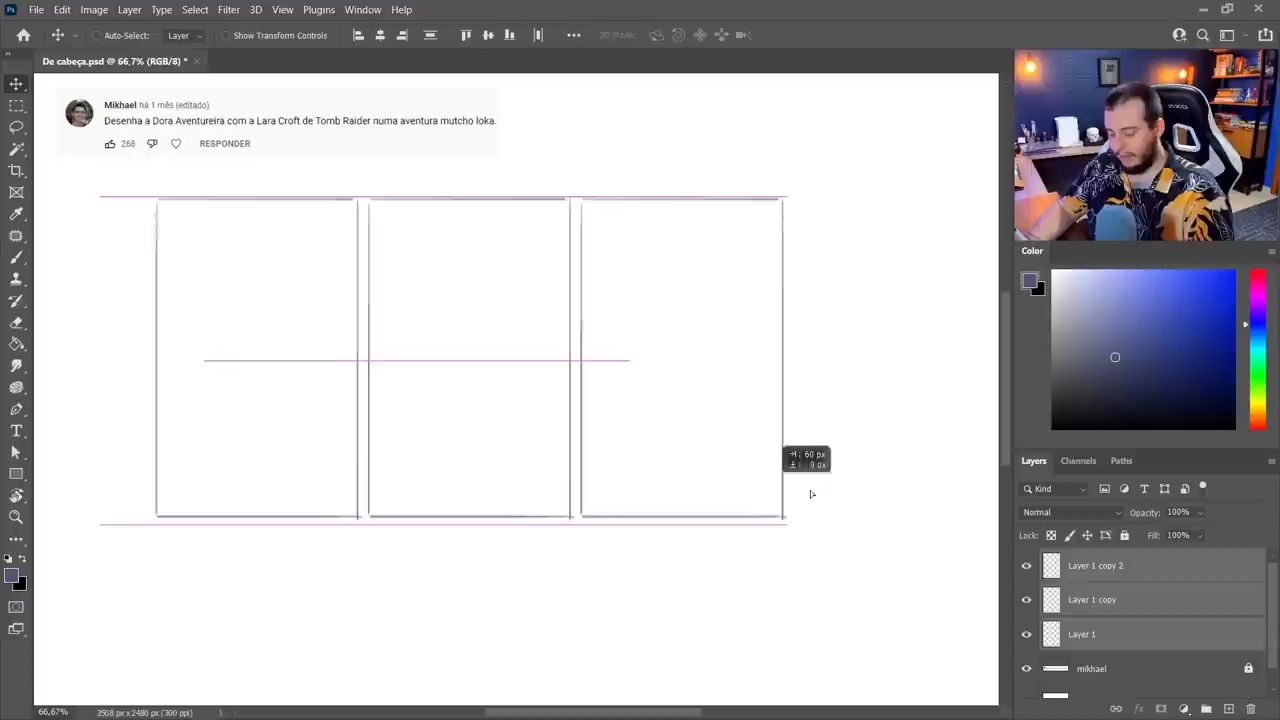 Ps File Edit Image Layer Type Select Filter 3D View Plugins Window Help
Auto-Select: Layer Show Transform Controls 3D Mode:
De cabeça.psd @ 66,7% (RGB/8) *
Mikhael há 1 mês (editado)
Desenha a Dora Aventureira com a Lara Croft de Tomb Raider numa aventura mutcho loka.
268 RESPONDER
60 px
0 px
Color
Layers Channels Paths
Kind
Normal Opacity: 100%
Lock: Fill: 100%
Layer 1 copy 2
Layer 1 copy
Layer 1
mikhael
66,67% 3508 px x 2480 px (300 ppi)